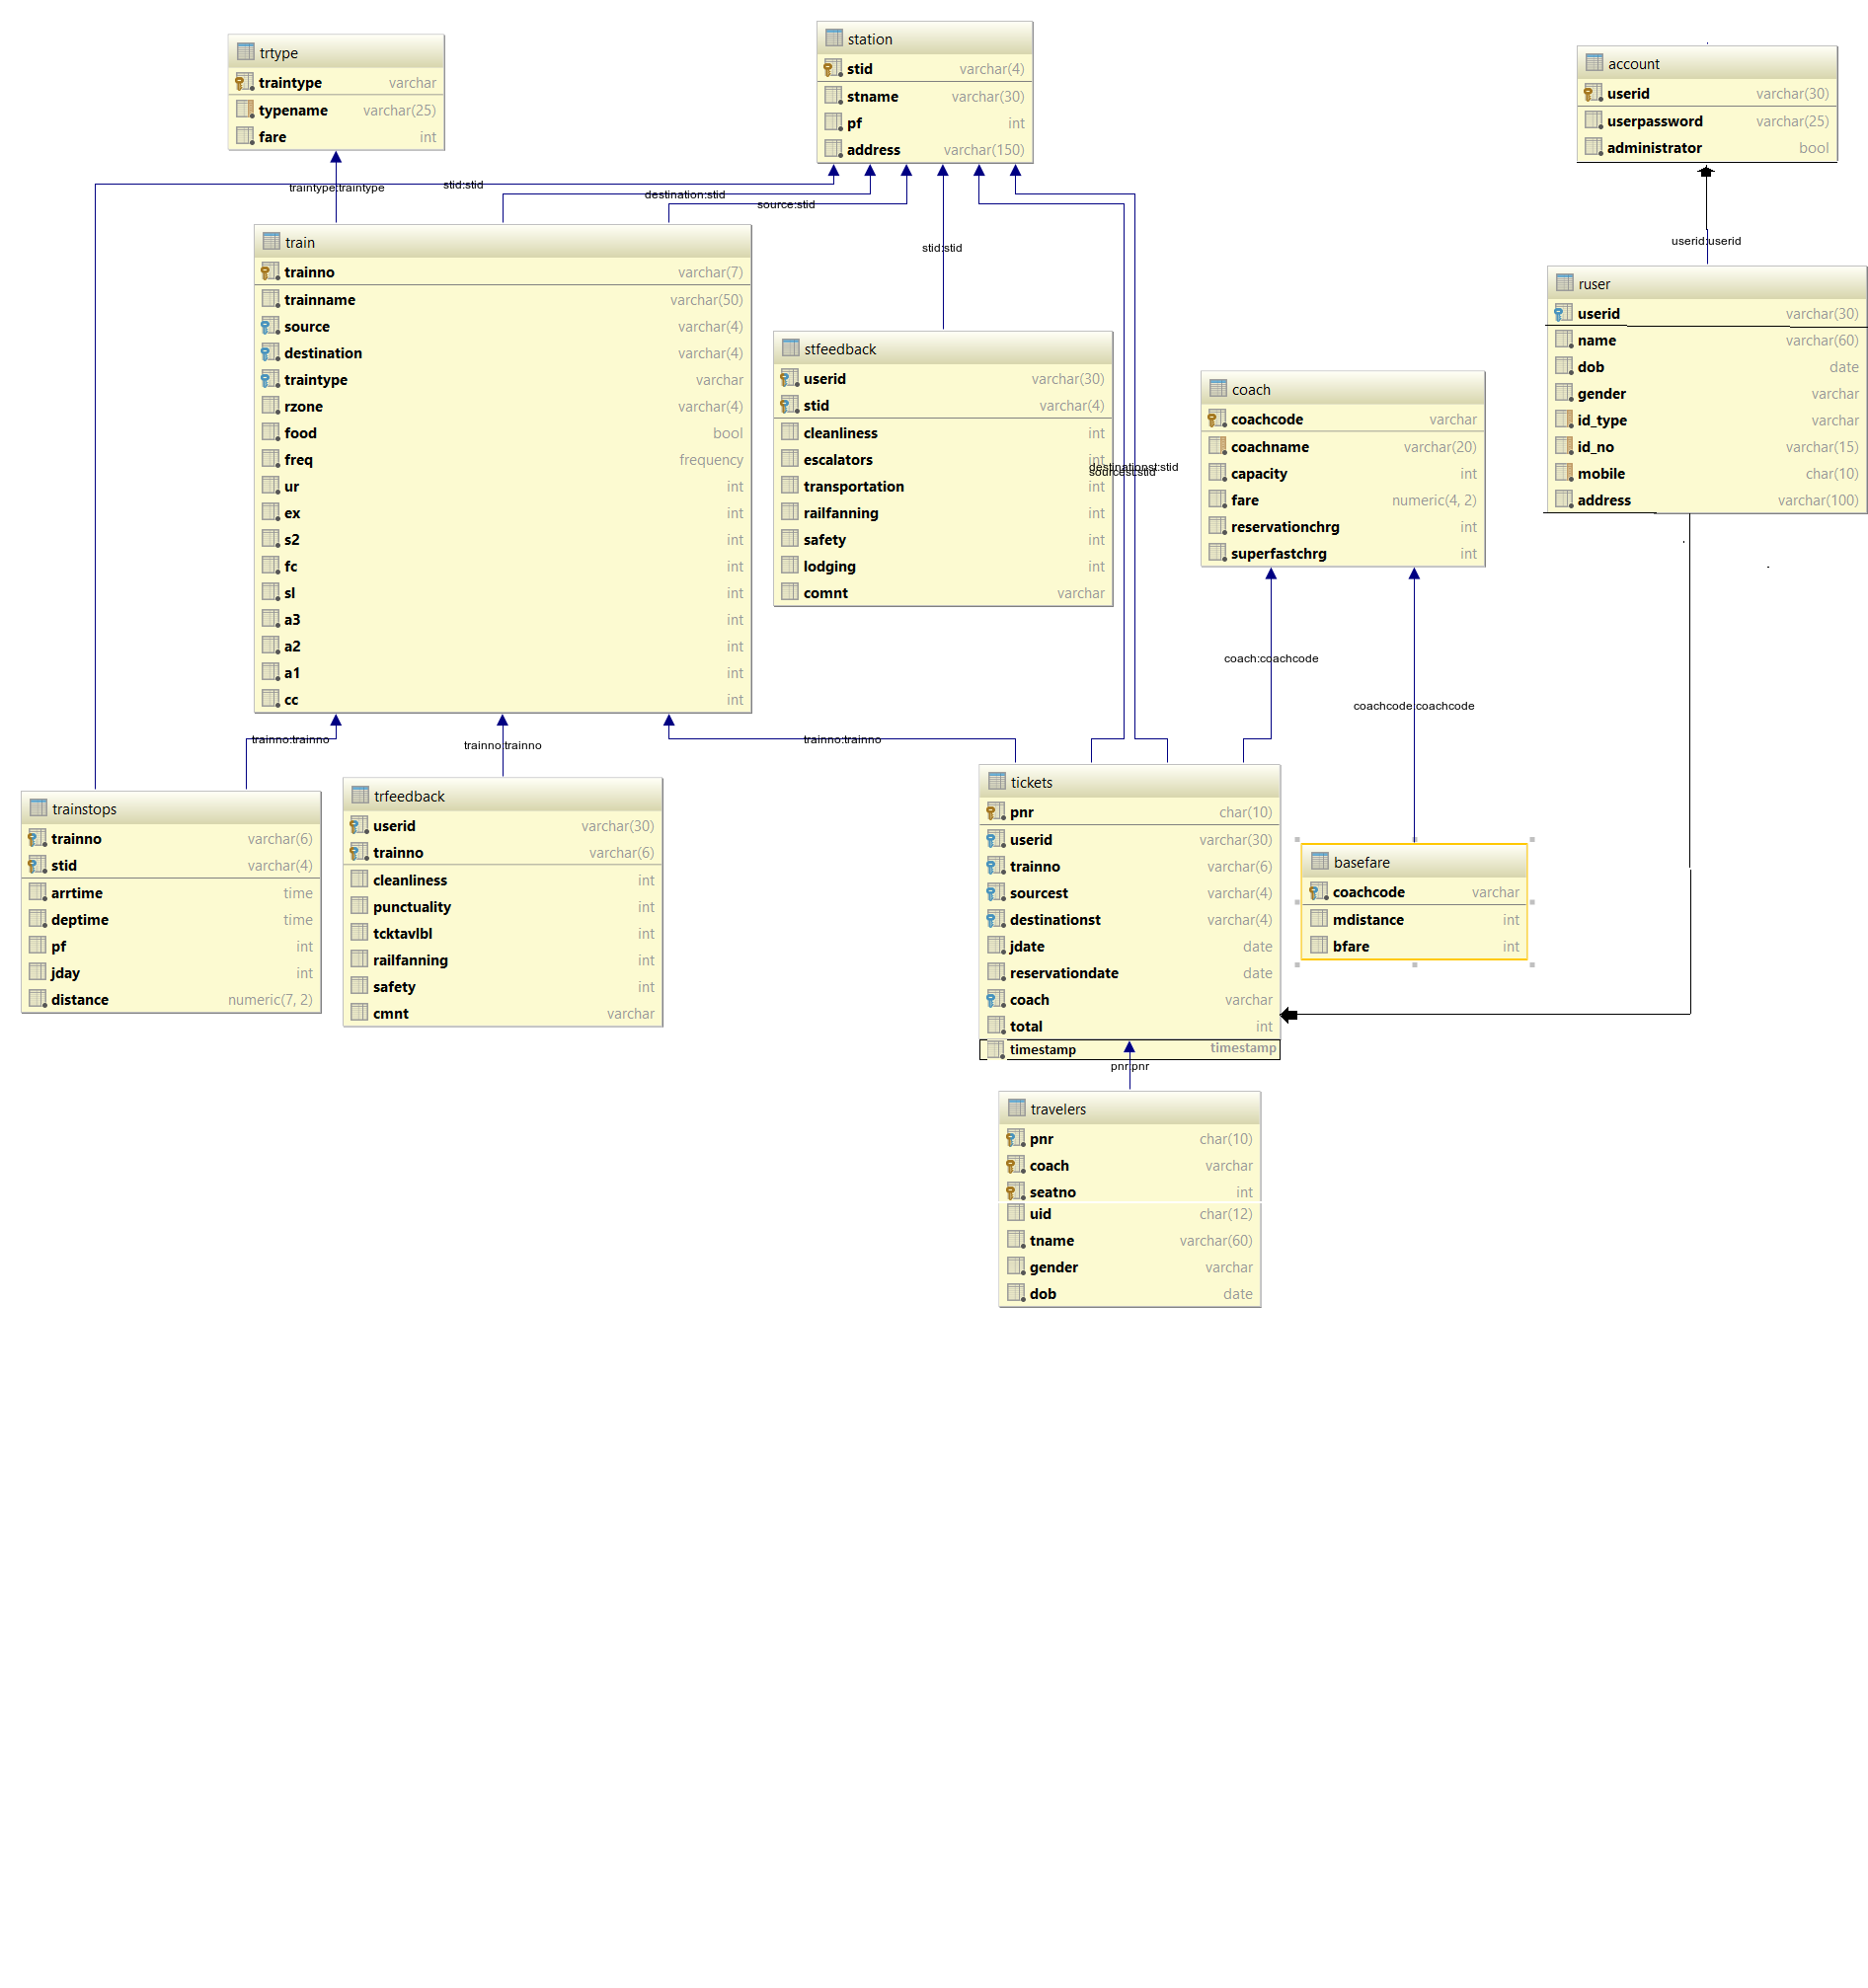 trtype
traintype varchar
typename varchar(25)
fare int
station
stid varchar(4)
stname varchar(30)
pf int
address varchar(150)
account
userid varchar(30)
userpassword varchar(25)
administrator bool
traintype:traintype
stid:stid
destination:stid
source:stid
stid:stid
userid:userid
train
trainno varchar(7)
trainname varchar(50)
source varchar(4)
destination varchar(4)
traintype varchar
rzone varchar(4)
food bool
freq frequency
ur int
ex int
s2 int
fc int
sl int
a3 int
a2 int
a1 int
cc int
stfeedback
userid varchar(30)
stid varchar(4)
cleanliness int
escalators int
transportation int
railfanning int
safety int
lodging int
comnt varchar
destinationst:stid
sourcest:stid
coach
coachcode varchar
coachname varchar(20)
capacity int
fare numeric(4, 2)
reservationchrg int
superfastchrg int
ruser
userid varchar(30)
name varchar(60)
dob date
gender varchar
id_type varchar
id_no varchar(15)
mobile char(10)
address varchar(100)
coach:coachcode
coachcode:coachcode
trainno:trainno
trainno:trainno
trainno:trainno
trainstops
trainno varchar(6)
stid varchar(4)
arrtime time
deptime time
pf int
jday int
distance numeric(7, 2)
trfeedback
userid varchar(30)
trainno varchar(6)
cleanliness int
punctuality int
tcktavlbl int
railfanning int
safety int
cmnt varchar
tickets
pnr char(10)
userid varchar(30)
trainno varchar(6)
sourcest varchar(4)
destinationst varchar(4)
jdate date
reservationdate date
coach varchar
total int
timestamp timestamp
basefare
coachcode varchar
mdistance int
bfare int
pnr:pnr
travelers
pnr char(10)
coach varchar
seatno int
uid char(12)
tname varchar(60)
gender varchar
dob date